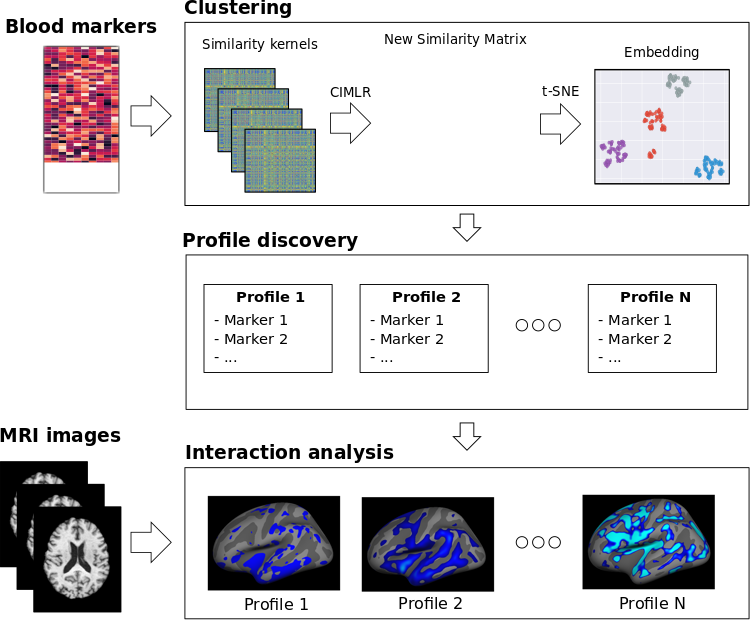 Clustering
Blood markers
Similarity kernels
New Similarity Matrix
Embedding
CIMLR
t-SNE
Profile discovery
Profile 1
- Marker 1
- Marker 2
- ...
Profile 2
- Marker 1
- Marker 2
- ...
Profile N
- Marker 1
- Marker 2
- ...
MRI images
Interaction analysis
Profile 1
Profile 2
Profile N